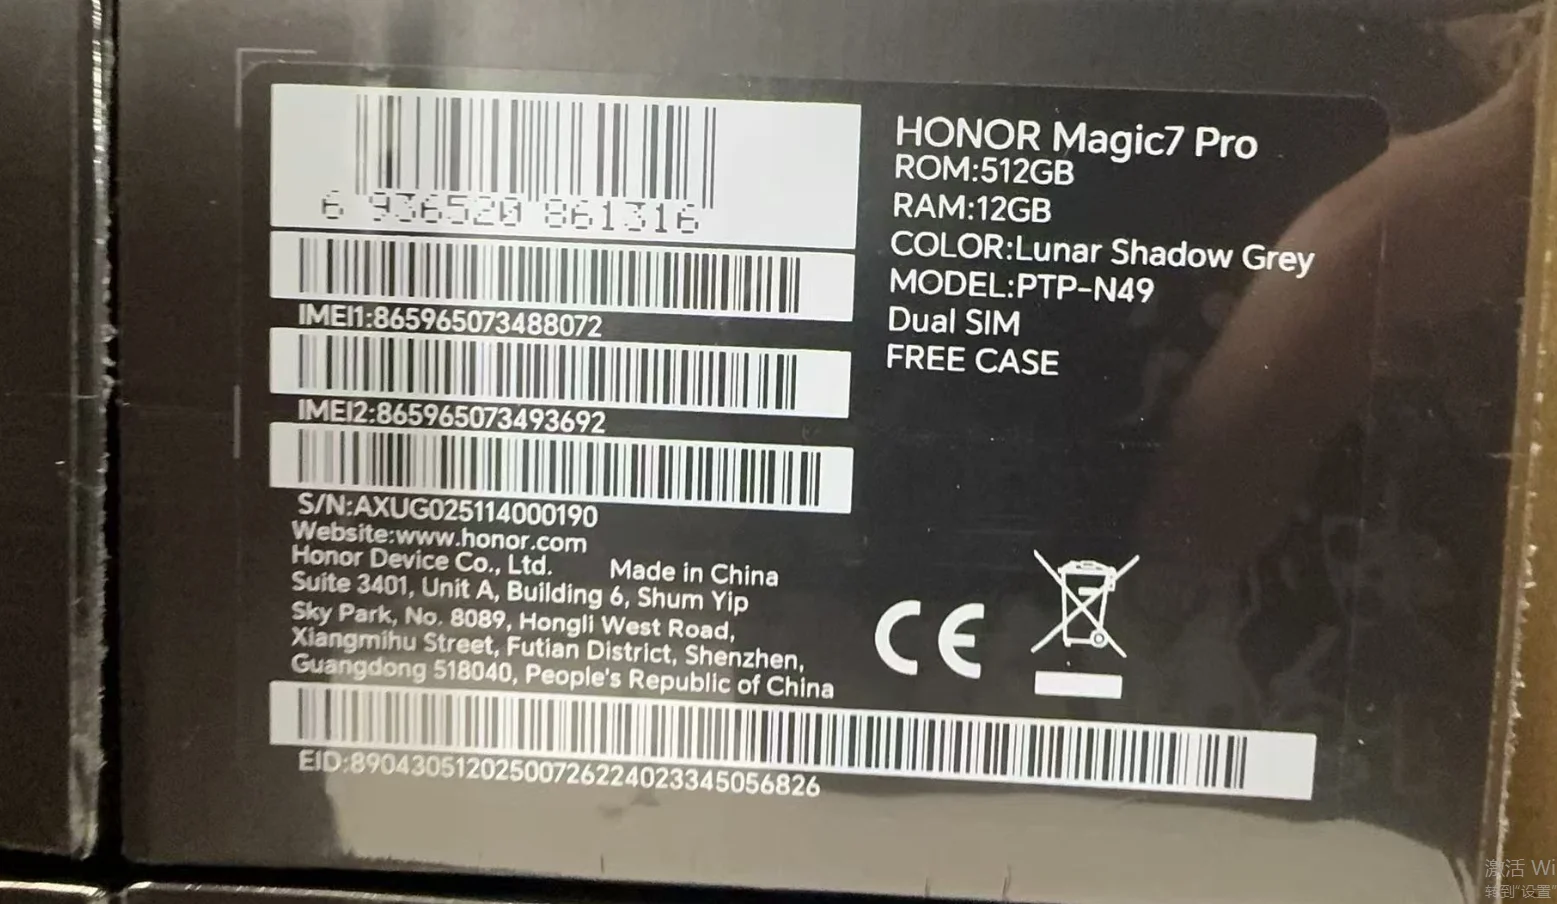 6 936520 861316
IMEI1:865965073488072
IMEI2:865965073493692
S/N:AXUG025114000190
Website:www.honor.com
Honor Device Co., Ltd. Made in China
Suite 3401, Unit A, Building 6, Shum Yip
Sky Park, No. 8089, Hongli West Road,
Xiangmihu Street, Futian District, Shenzhen,
Guangdong 518040, People's Republic of China
EID:89043051202500726224023345056826
HONOR Magic7 Pro
ROM:512GB
RAM:12GB
COLOR:Lunar Shadow Grey
MODEL:PTP-N49
Dual SIM
FREE CASE
CE
激活 Wi
转到"设置"